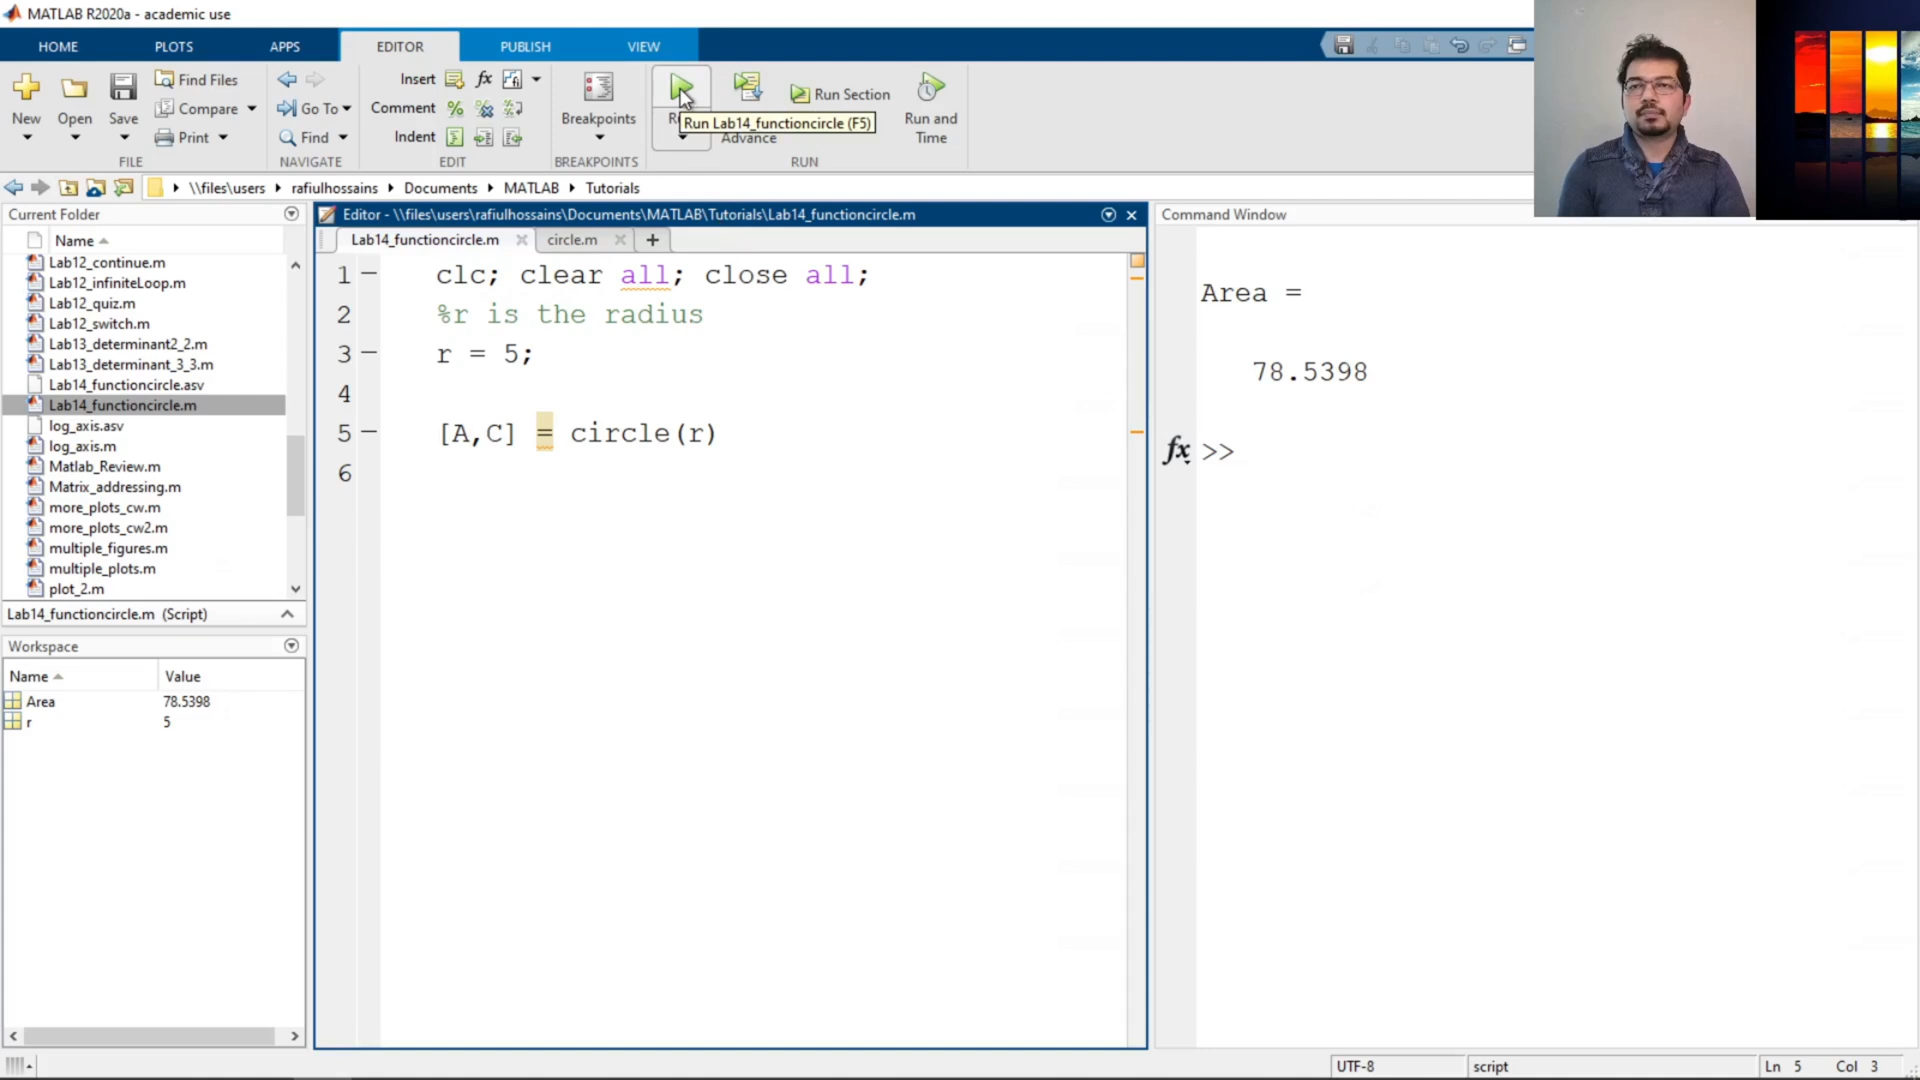 MATLAB R2020a - academic use
HOME
PLOTS
APPS
EDITOR
PUBLISH
VIEW
New
Open
Save
Find Files
Compare
Print
FILE
Go To
Find
NAVIGATE
Insert
fx
Comment
%
Indent
EDIT
Breakpoints
BREAKPOINTS
Run Lab14_functioncircle (F5)
Advance
Run Section
Run and
Time
RUN
\\files\users
rafiulhossains
Documents
MATLAB
Tutorials
Current Folder
Name
Lab12_continue.m
Lab12_infiniteLoop.m
Lab12_quiz.m
Lab12_switch.m
Lab13_determinant2_2.m
Lab13_determinant_3_3.m
Lab14_functioncircle.asv
Lab14_functioncircle.m
log_axis.asv
log_axis.m
Matlab_Review.m
Matrix_addressing.m
more_plots_cw.m
more_plots_cw2.m
multiple_figures.m
multiple_plots.m
plot_2.m
Lab14_functioncircle.m (Script)
Workspace
Name Value
Area 78.5398
r 5
Editor - \\files\users\rafiulhossains\Documents\MATLAB\Tutorials\Lab14_functioncircle.m
Lab14_functioncircle.m
circle.m
1 clc; clear all; close all;
2 %r is the radius
3 r = 5;
4
5 [A,C] = circle(r)
6
Command Window
Area =
78.5398
fx >>
UTF-8
script
Ln 5 Col 3